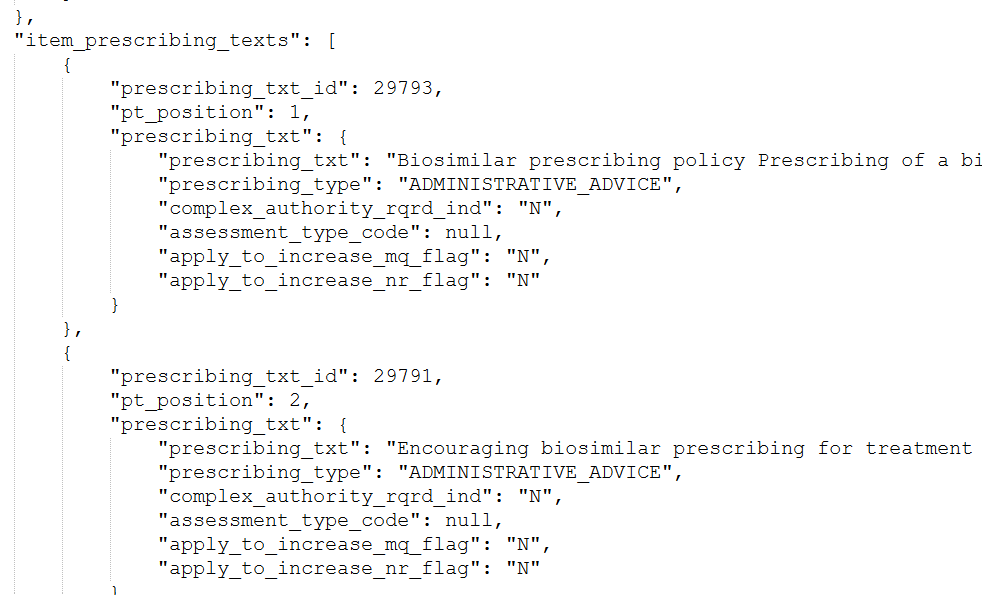 },
"item_prescribing_texts": [
{
"prescribing_txt_id": 29793,
"pt_position": 1,
"prescribing_txt": {
"prescribing_txt": "Biosimilar prescribing policy Prescribing of a bi
"prescribing_type": "ADMINISTRATIVE_ADVICE",
"complex_authority_rqrd_ind": "N",
"assessment_type_code": null,
"apply_to_increase_mq_flag": "N",
"apply_to_increase_nr_flag": "N"
}
},
{
"prescribing_txt_id": 29791,
"pt_position": 2,
"prescribing_txt": {
"prescribing_txt": "Encouraging biosimilar prescribing for treatment
"prescribing_type": "ADMINISTRATIVE_ADVICE",
"complex_authority_rqrd_ind": "N",
"assessment_type_code": null,
"apply_to_increase_mq_flag": "N",
"apply_to_increase_nr_flag": "N"
}